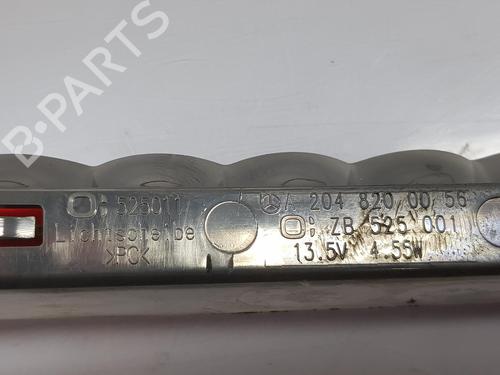 B-PARTS
525011
Lichtscheibe
>PC<
A 204 820 00 56
ZB 525 001
13.5V 4.55W